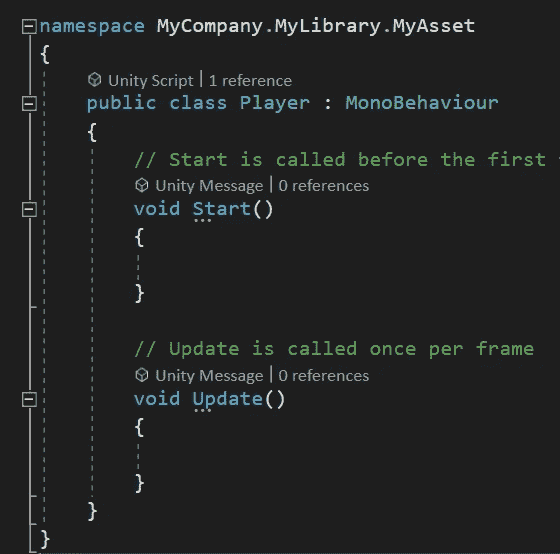 namespace MyCompany.MyLibrary.MyAsset
{
Unity Script | 1 reference
public class Player : MonoBehaviour
{
// Start is called before the first
Unity Message | 0 references
void Start()
{
}
// Update is called once per frame
Unity Message | 0 references
void Update()
{
}
}
}